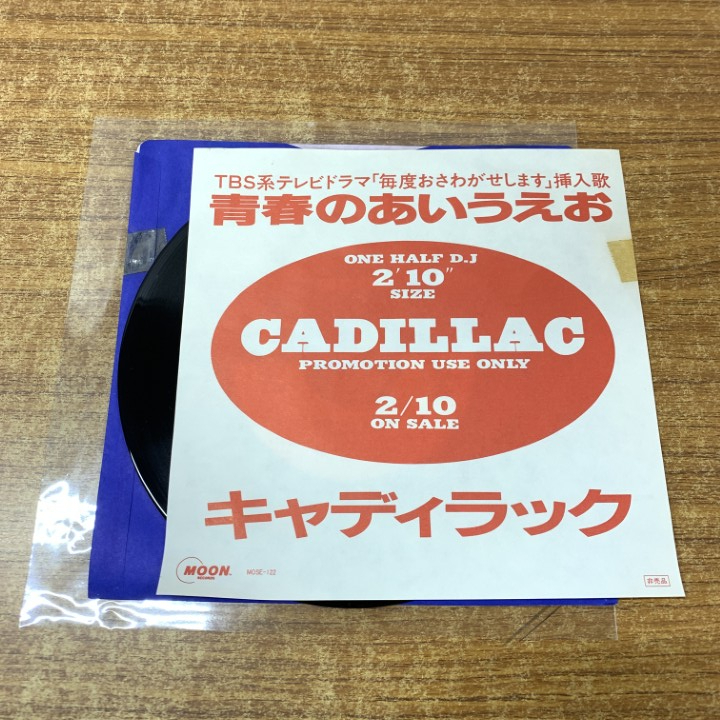 TBS系テレビドラマ「毎度おさわがせします」挿入歌
青春のあいうえお
ONE HALF D.J
2'10"
SIZE
CADILLAC
PROMOTION USE ONLY
2/10
ON SALE
キャディラック
MOON
RECORDS
MOSE-122
非売品